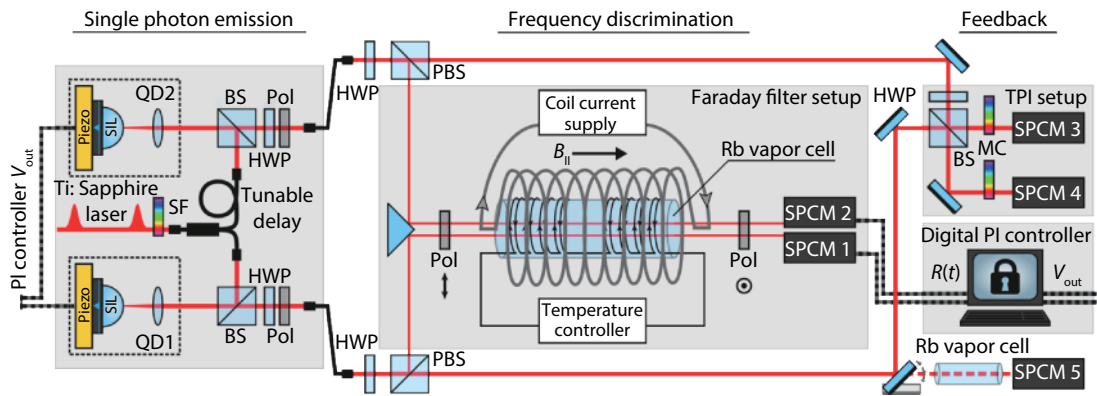 Single photon emission
Frequency discrimination
Feedback
QD2
BS
Pol
HWP
Piezo
SIL
HWP
PBS
Coil current
supply
Faraday filter setup
B||
Rb vapor cell
HWP
TPI setup
SPCM 3
BS
MC
SPCM 4
PI controller Vout
Ti: Sapphire
laser
SF
Tunable
delay
Pol
Pol
SPCM 2
SPCM 1
Digital PI controller
R(t)
Vout
Piezo
SIL
QD1
HWP
BS
Pol
Temperature
controller
HWP
PBS
Rb vapor cell
SPCM 5